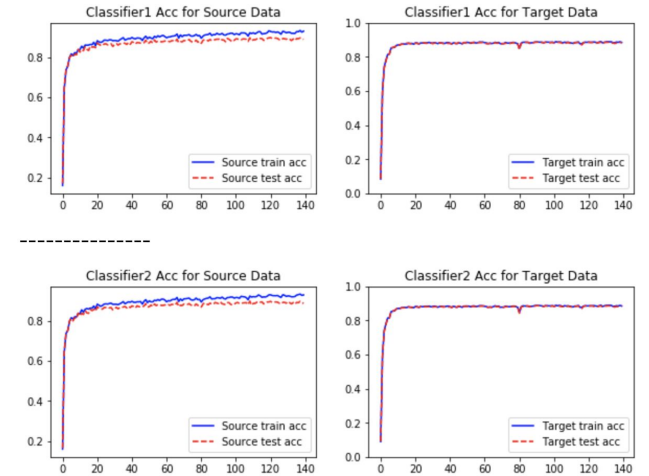 Classifier1 Acc for Source Data
0.8
0.6
0.4
0.2
0 20 40 60 80 100 120 140
Source train acc
Source test acc
Classifier1 Acc for Target Data
1.0
0.8
0.6
0.4
0.2
0.0
0 20 40 60 80 100 120 140
Target train acc
Target test acc
---------------
Classifier2 Acc for Source Data
0.8
0.6
0.4
0.2
0 20 40 60 80 100 120 140
Source train acc
Source test acc
Classifier2 Acc for Target Data
1.0
0.8
0.6
0.4
0.2
0.0
0 20 40 60 80 100 120 140
Target train acc
Target test acc